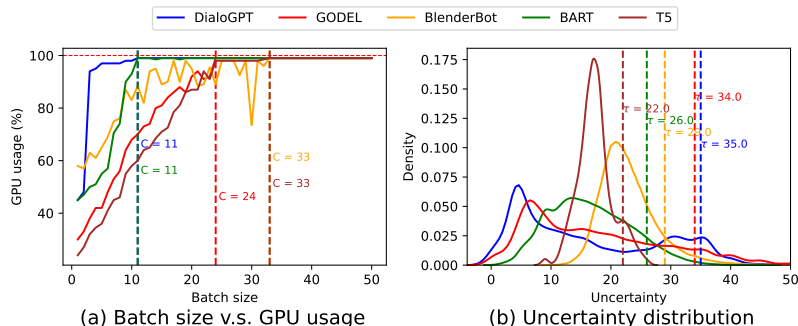 DialoGPT GODEL BlenderBot BART T5
100
80
60
40
GPU usage (%)
C = 11
C = 11
C = 24
C = 33
C = 33
0 10 20 30 40 50
Batch size
(a) Batch size v.s. GPU usage
0.175
0.150
0.125
0.100
0.075
0.050
0.025
0.000
Density
τ = 34.0
τ = 22.0
τ = 26.0
τ = 29.0
τ = 35.0
0 10 20 30 40 50
Uncertainty
(b) Uncertainty distribution